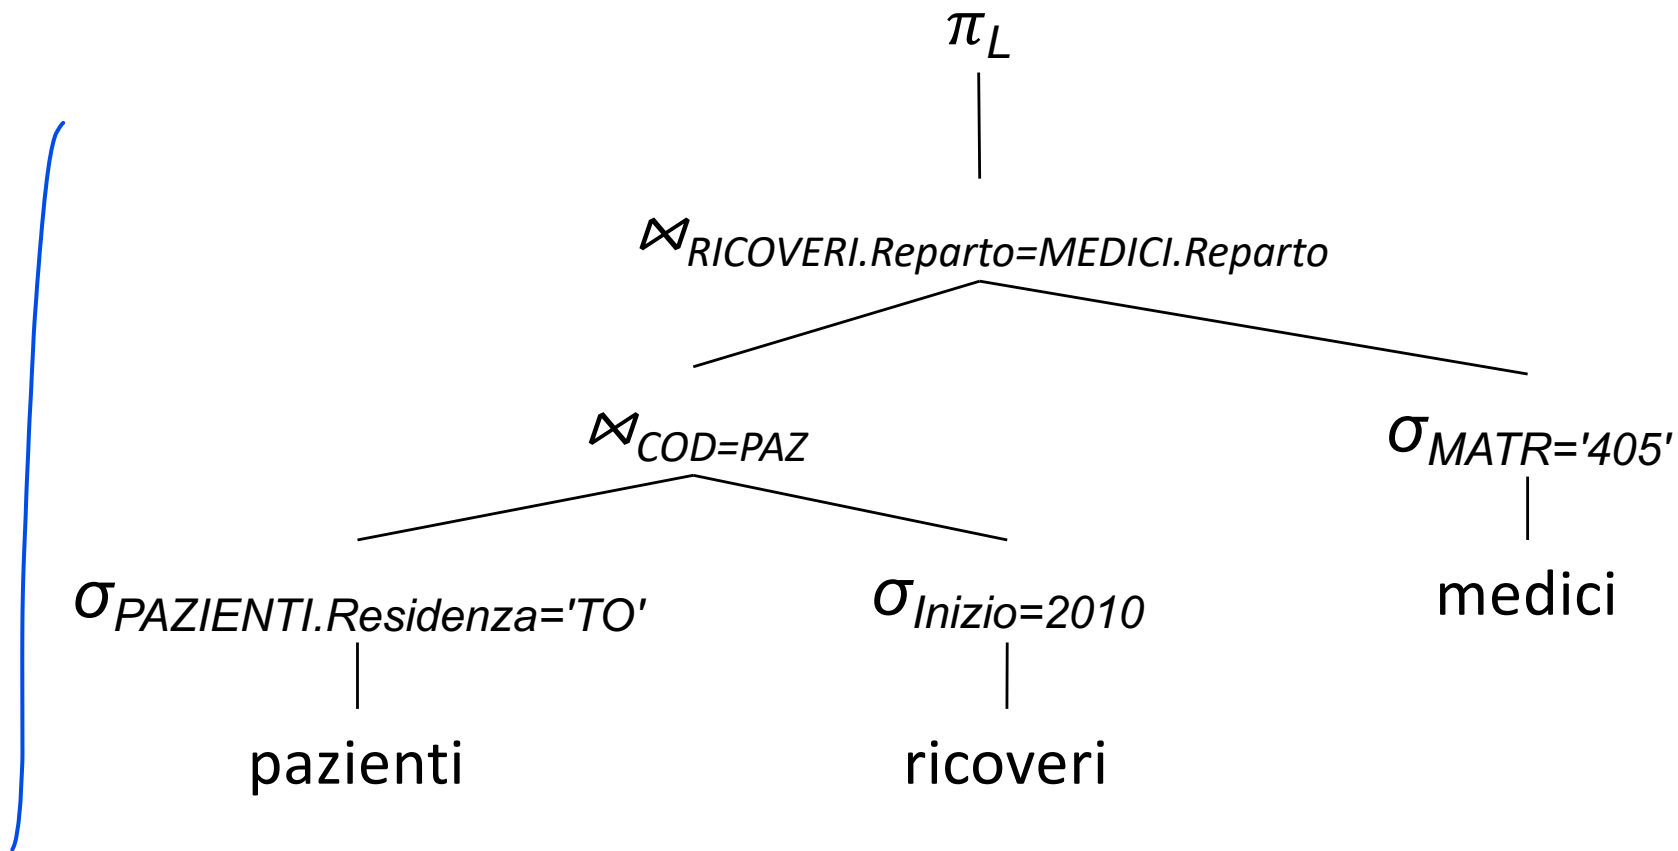 π_L
⋈_RICOVERI.Reparto=MEDICI.Reparto
⋈_COD=PAZ
σ_MATR='405'
σ_PAZIENTI.Residenza='TO'
σ_Inizio=2010
medici
pazienti
ricoveri